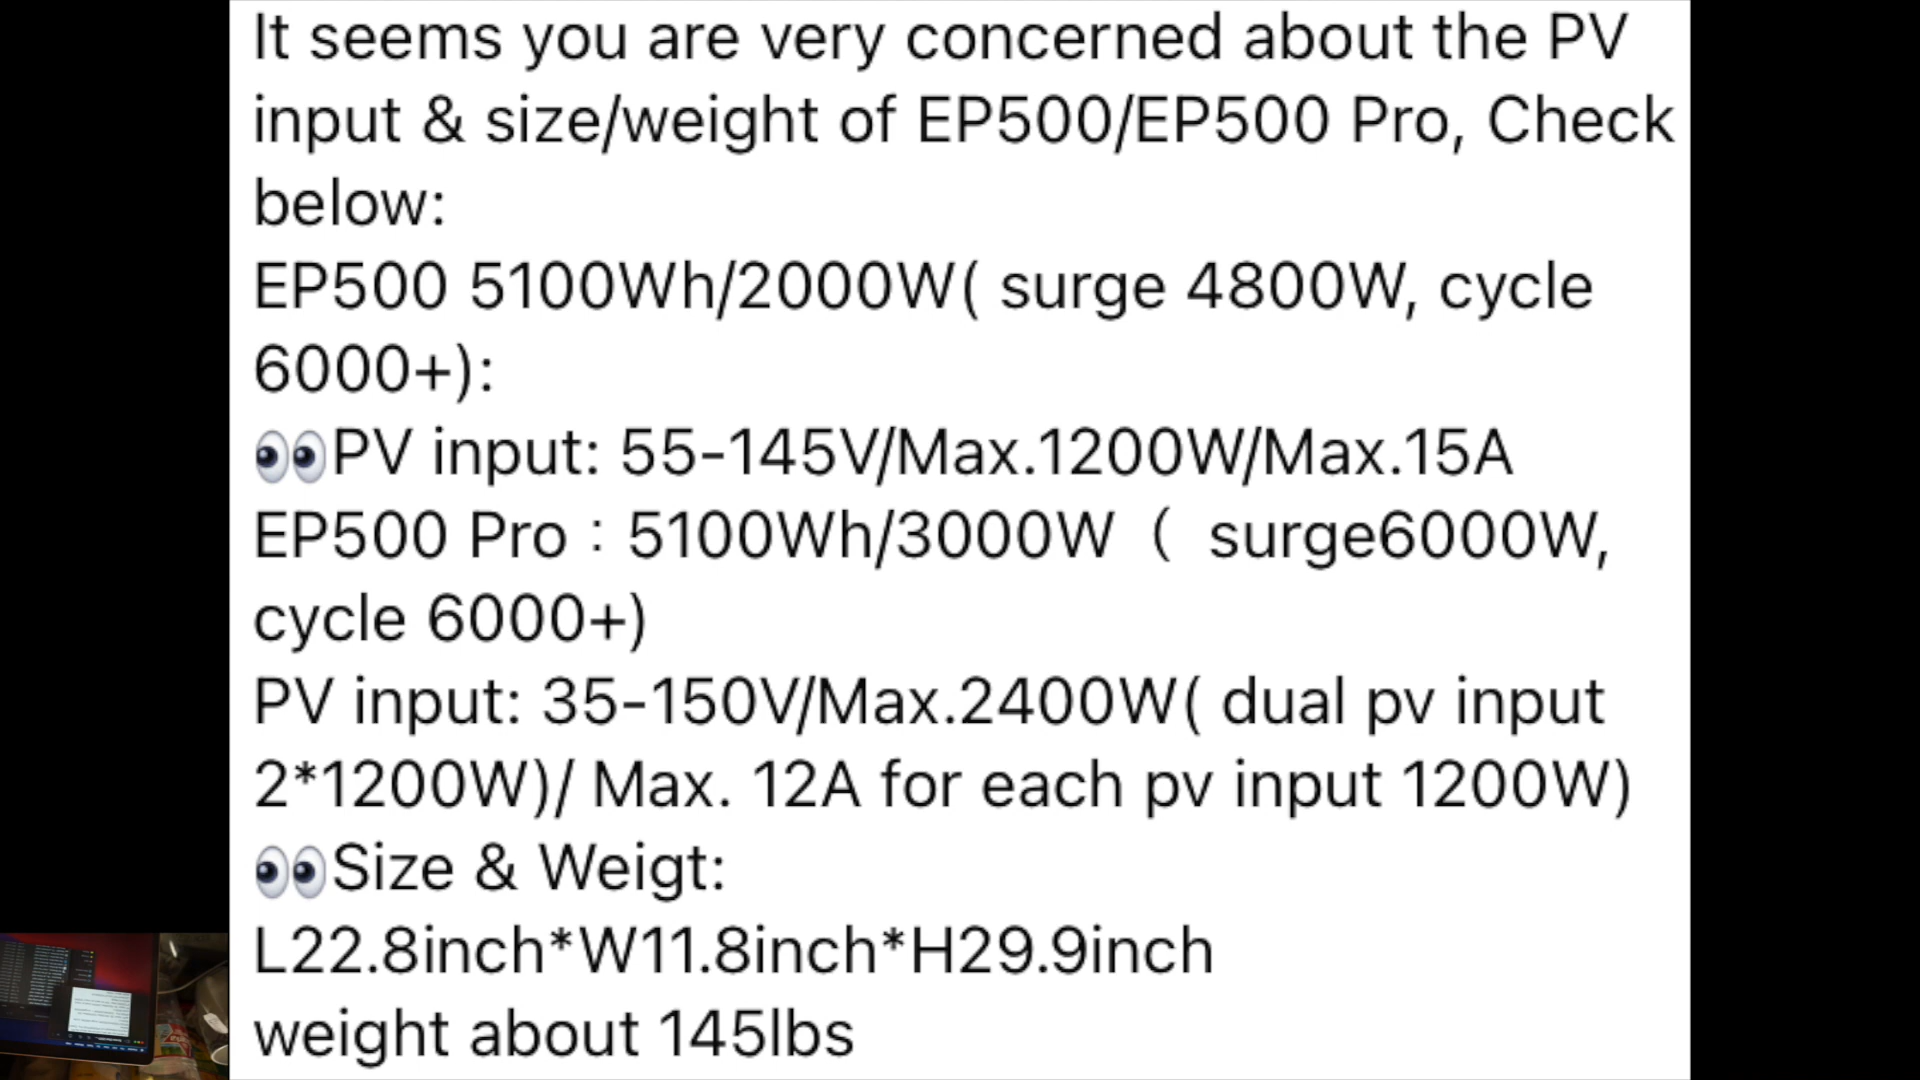 It seems you are very concerned about the PV
input & size/weight of EP500/EP500 Pro, Check
below:
EP500 5100Wh/2000W( surge 4800W, cycle
6000+):
👀PV input: 55-145V/Max.1200W/Max.15A
EP500 Pro：5100Wh/3000W（ surge6000W,
cycle 6000+)
PV input: 35-150V/Max.2400W( dual pv input
2*1200W)/ Max. 12A for each pv input 1200W)
👀Size & Weigt:
L22.8inch*W11.8inch*H29.9inch
weight about 145lbs